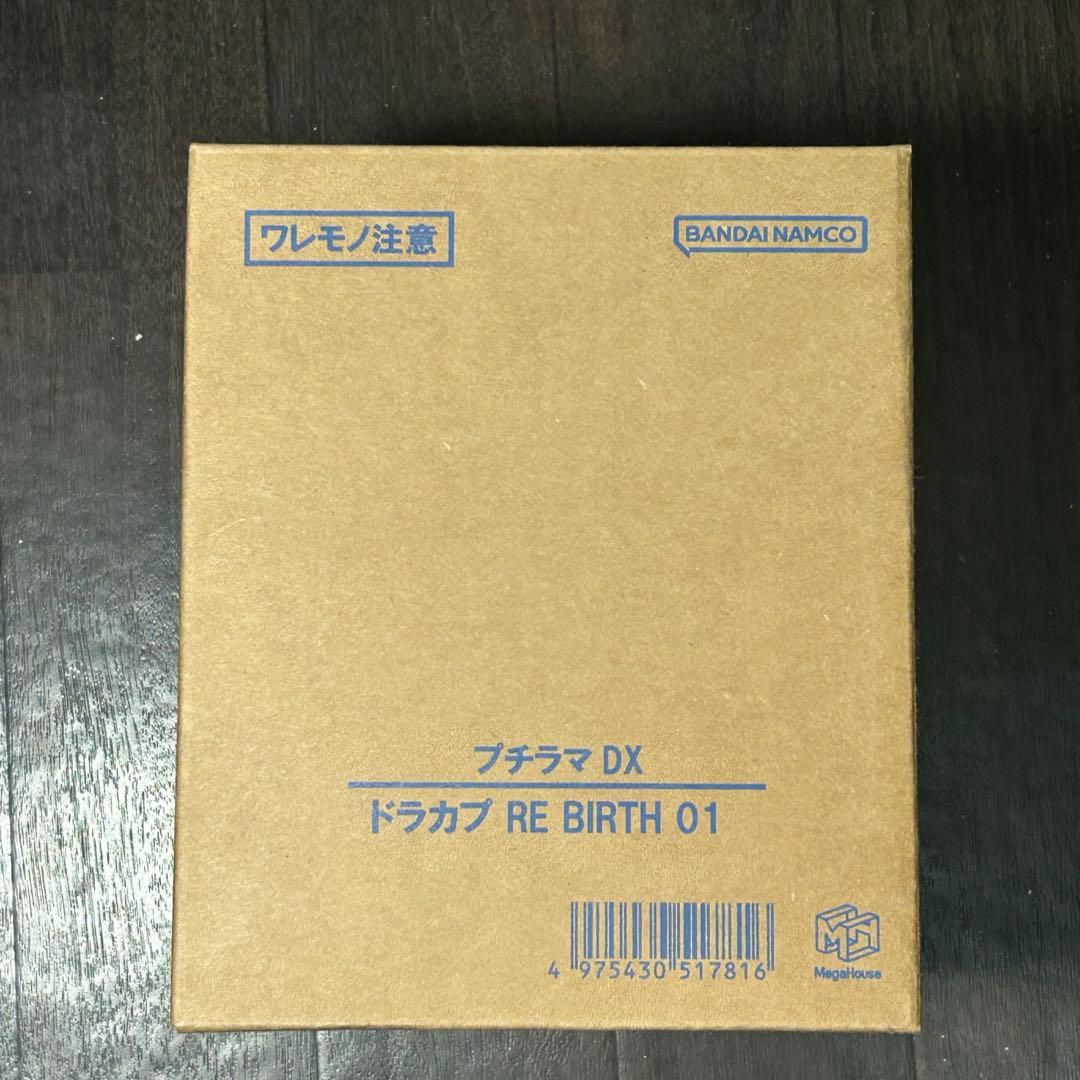 ワレモノ注意
BANDAI NAMCO
プチラマ DX
ドラカプ RE BIRTH 01
4 975430 517816
MegaHouse